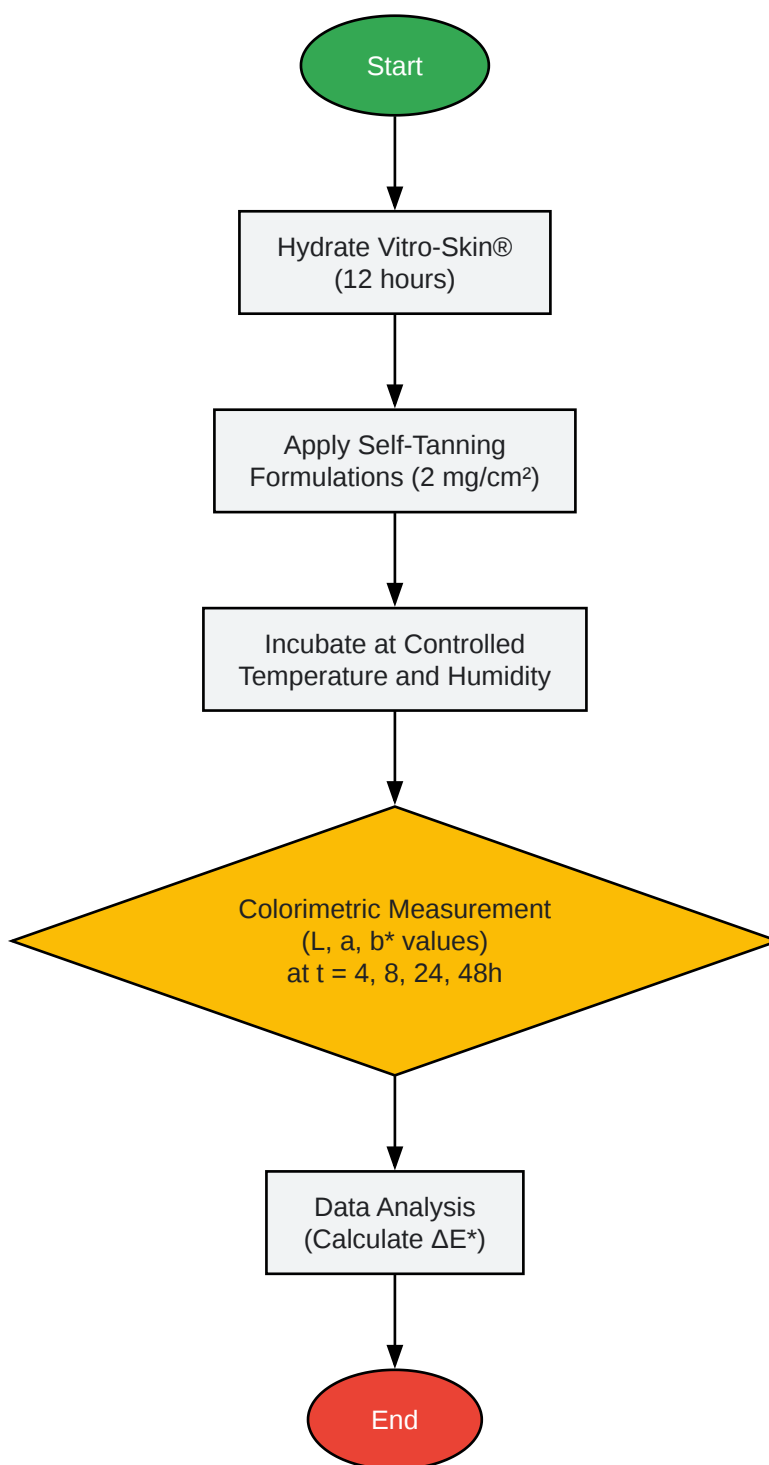 Start
Hydrate Vitro-Skin®
(12 hours)
Apply Self-Tanning
Formulations (2 mg/cm²)
Incubate at Controlled
Temperature and Humidity
Colorimetric Measurement
(L, a, b* values)
at t = 4, 8, 24, 48h
Data Analysis
(Calculate ΔE*)
End